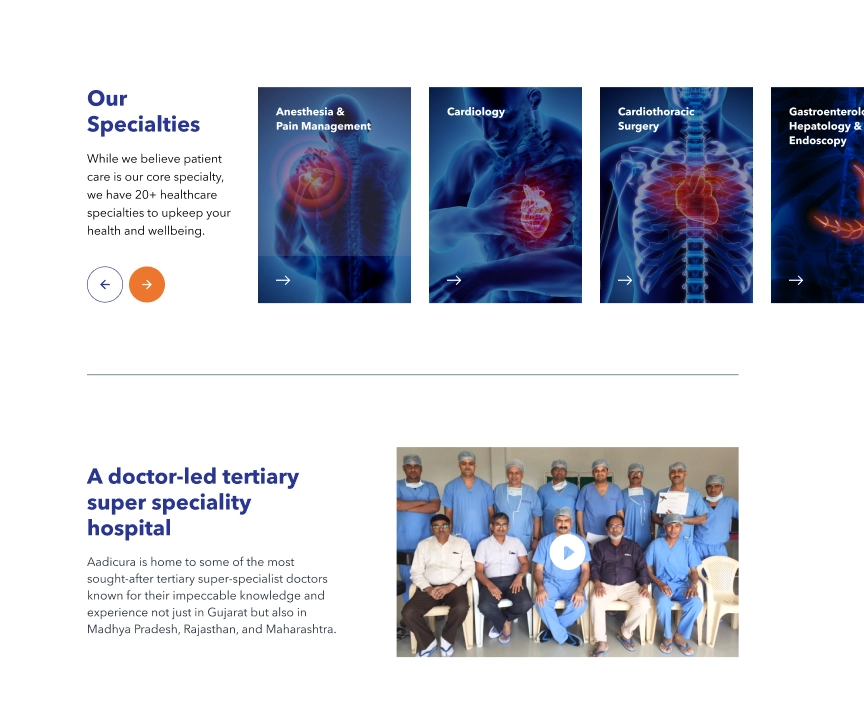 Our
Specialties
While we believe patient
care is our core specialty,
we have 20+ healthcare
specialties to upkeep your
health and wellbeing.
Anesthesia &
Pain Management
Cardiology
Cardiothoracic
Surgery
Hepatology &
Endoscopy
A doctor-led tertiary
super speciality
hospital
Aadicura is home to some of the most
sought-after tertiary super-specialist doctors
known for their impeccable knowledge and
experience not just in Gujarat but also in
Madhya Pradesh, Rajasthan, and Maharashtra.